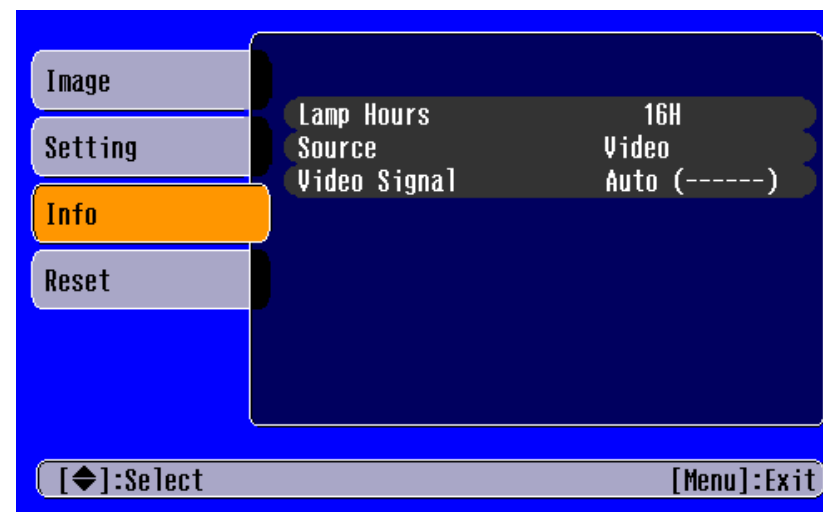 Image
Setting
Info
Reset
Lamp Hours 16H
Source Video
Video Signal Auto (------)
[◆]:Select [Menu]:Exit